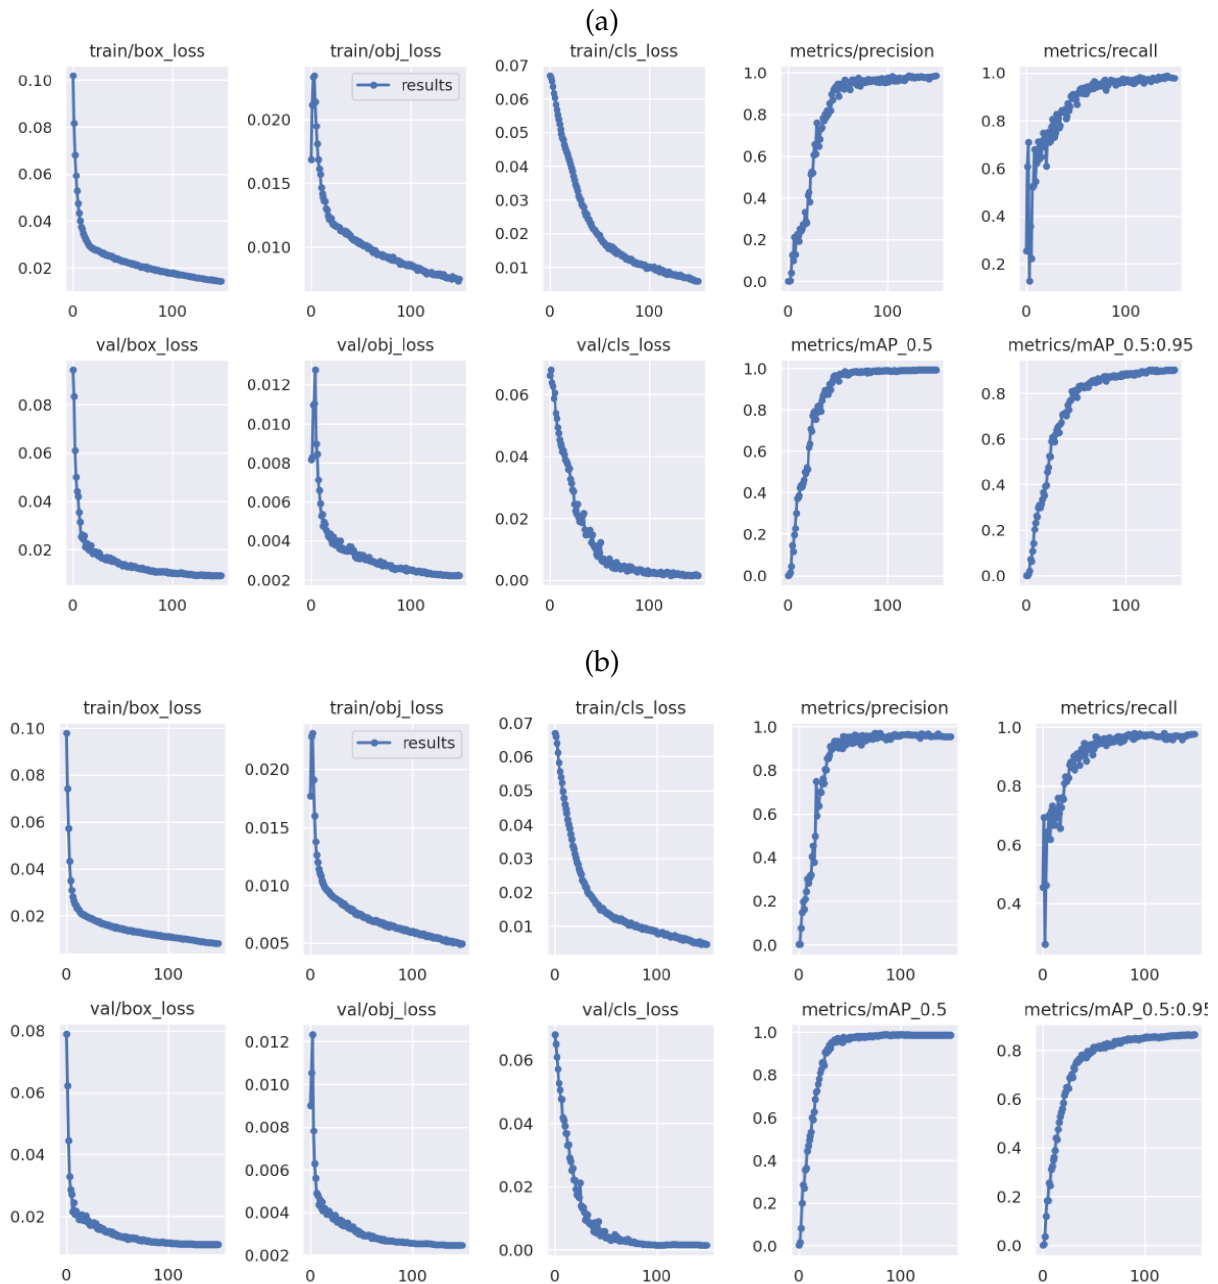 (a)
train/box_loss train/obj_loss train/cls_loss metrics/precision metrics/recall
0.10 0.08 0.06 0.04 0.02 0 100
results
0.020 0.015 0.010 0 100
0.07 0.06 0.05 0.04 0.03 0.02 0.01 0 100
1.0 0.8 0.6 0.4 0.2 0.0 0 100
1.0 0.8 0.6 0.4 0.2 0 100
val/box_loss val/obj_loss val/cls_loss metrics/mAP_0.5 metrics/mAP_0.5:0.95
0.08 0.06 0.04 0.02 0 100
0.012 0.010 0.008 0.006 0.004 0.002 0 100
0.06 0.04 0.02 0.00 0 100
1.0 0.8 0.6 0.4 0.2 0.0 0 100
0.8 0.6 0.4 0.2 0.0 0 100
(b)
train/box_loss train/obj_loss train/cls_loss metrics/precision metrics/recall
0.10 0.08 0.06 0.04 0.02 0 100
results
0.020 0.015 0.010 0.005 0 100
0.07 0.06 0.05 0.04 0.03 0.02 0.01 0 100
1.0 0.8 0.6 0.4 0.2 0.0 0 100
1.0 0.8 0.6 0.4 0 100
val/box_loss val/obj_loss val/cls_loss metrics/mAP_0.5 metrics/mAP_0.5:0.95
0.08 0.06 0.04 0.02 0 100
0.012 0.010 0.008 0.006 0.004 0.002 0 100
0.06 0.04 0.02 0.00 0 100
1.0 0.8 0.6 0.4 0.2 0.0 0 100
0.8 0.6 0.4 0.2 0.0 0 100